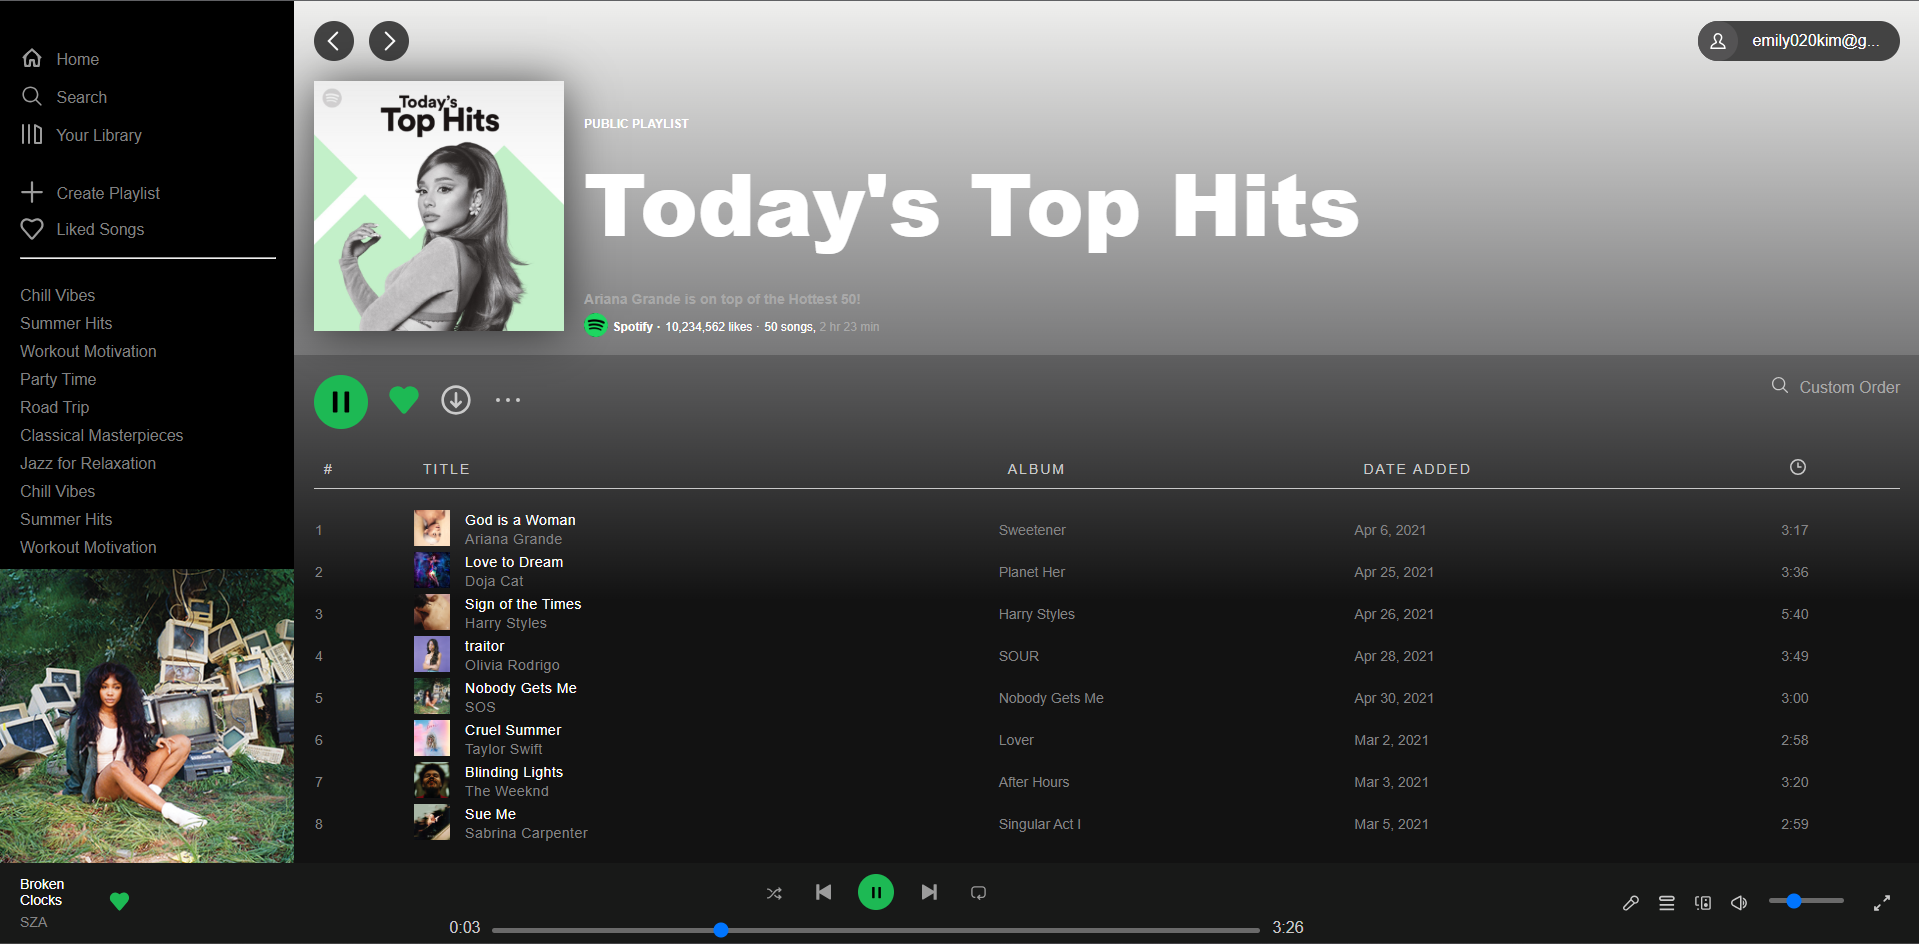 Home
Search
Your Library
Create Playlist
Liked Songs
Chill Vibes
Summer Hits
Workout Motivation
Party Time
Road Trip
Classical Masterpieces
Jazz for Relaxation
Chill Vibes
Summer Hits
Workout Motivation
emily020kim@g...
Today's
Top Hits
PUBLIC PLAYLIST
Today's Top Hits
Ariana Grande is on top of the Hottest 50!
Spotify · 10,234,562 likes · 50 songs, 2 hr 23 min
Custom Order
# TITLE ALBUM DATE ADDED
1 God is a Woman Sweetener Apr 6, 2021 3:17
Ariana Grande
2 Love to Dream Planet Her Apr 25, 2021 3:36
Doja Cat
3 Sign of the Times Harry Styles Apr 26, 2021 5:40
Harry Styles
4 traitor SOUR Apr 28, 2021 3:49
Olivia Rodrigo
5 Nobody Gets Me Nobody Gets Me Apr 30, 2021 3:00
SOS
6 Cruel Summer Lover Mar 2, 2021 2:58
Taylor Swift
7 Blinding Lights After Hours Mar 3, 2021 3:20
The Weeknd
8 Sue Me Singular Act I Mar 5, 2021 2:59
Sabrina Carpenter
Broken
Clocks
SZA
0:03 3:26